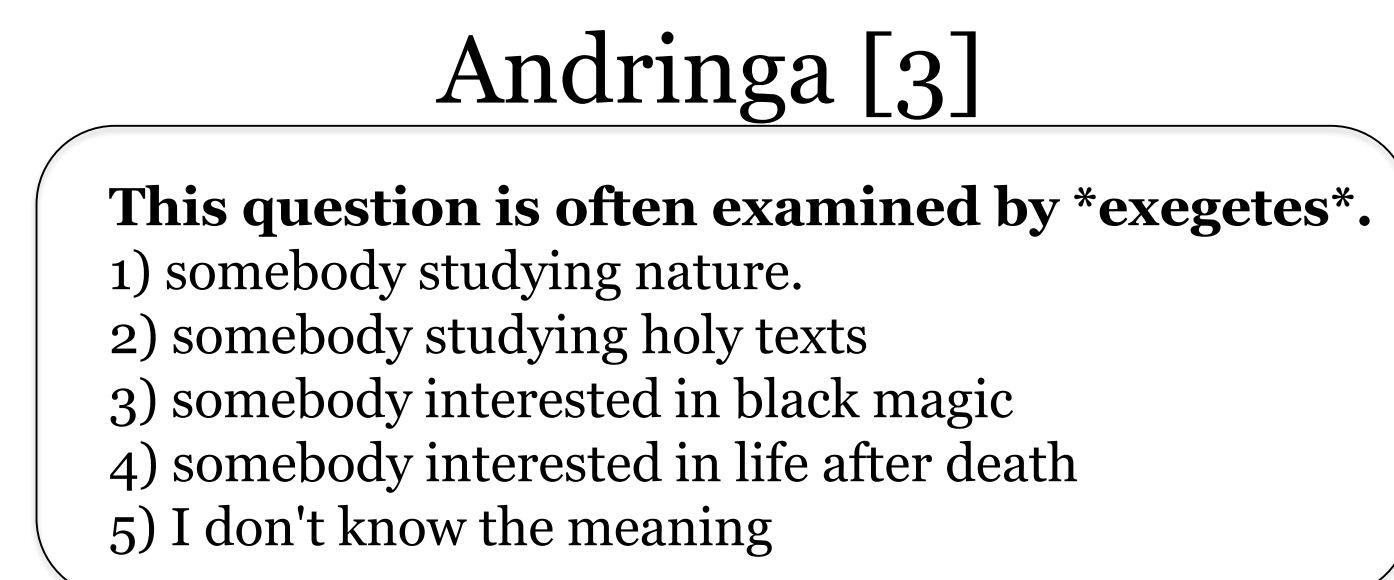 Andringa [3]
This question is often examined by *exegetes*.
1) somebody studying nature.
2) somebody studying holy texts
3) somebody interested in black magic
4) somebody interested in life after death
5) I don't know the meaning